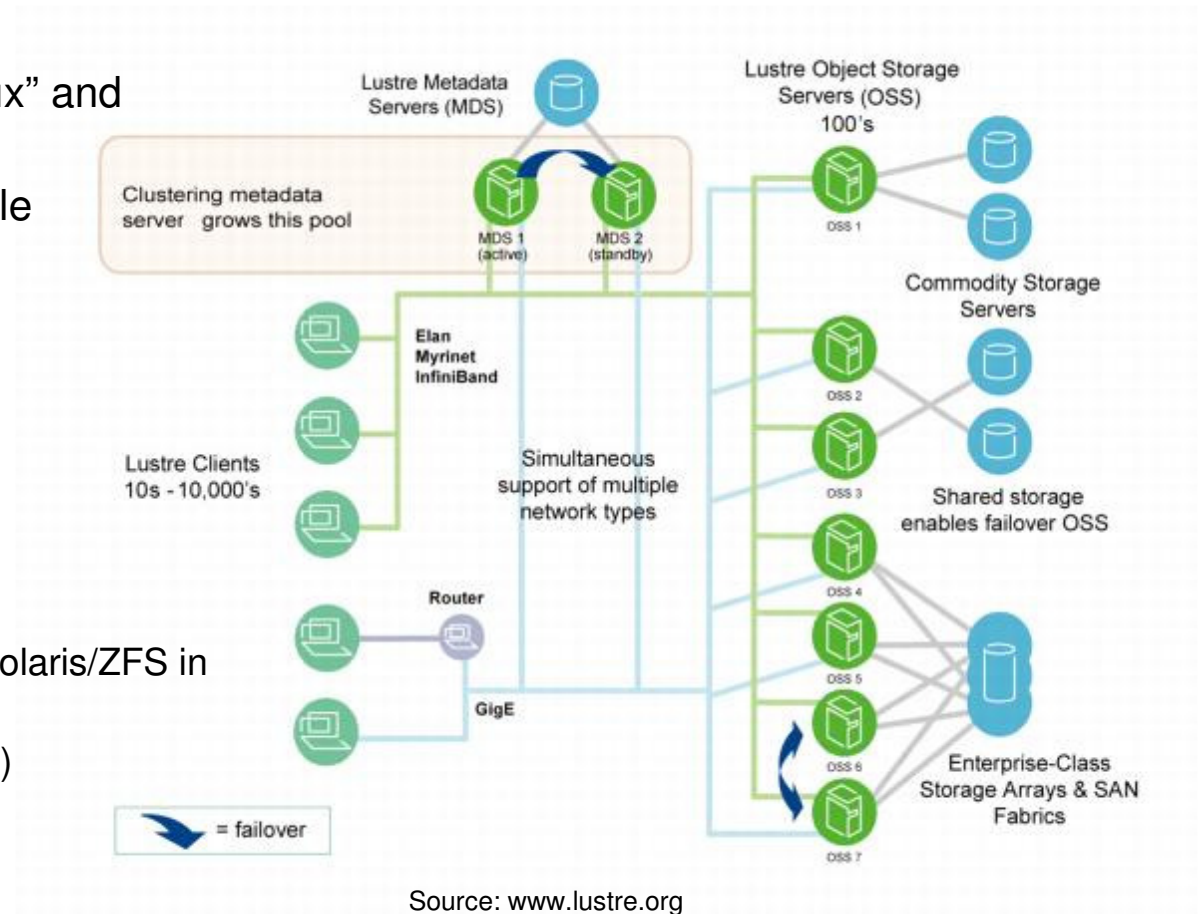 ux” and
le
olaris/ZFS in
)
Lustre Metadata
Servers (MDS)
Lustre Object Storage
Servers (OSS)
100's
Clustering metadata
server grows this pool
MDS 1
(active)
MDS 2
(standby)
OSS 1
Commodity Storage
Servers
Elan
Myrinet
InfiniBand
OSS 2
Lustre Clients
10s - 10,000's
Simultaneous
support of multiple
network types
OSS 3
Shared storage
enables failover OSS
OSS 4
Router
OSS 5
GigE
OSS 6
Enterprise-Class
Storage Arrays & SAN
Fabrics
= failover
OSS 7
Source: www.lustre.org